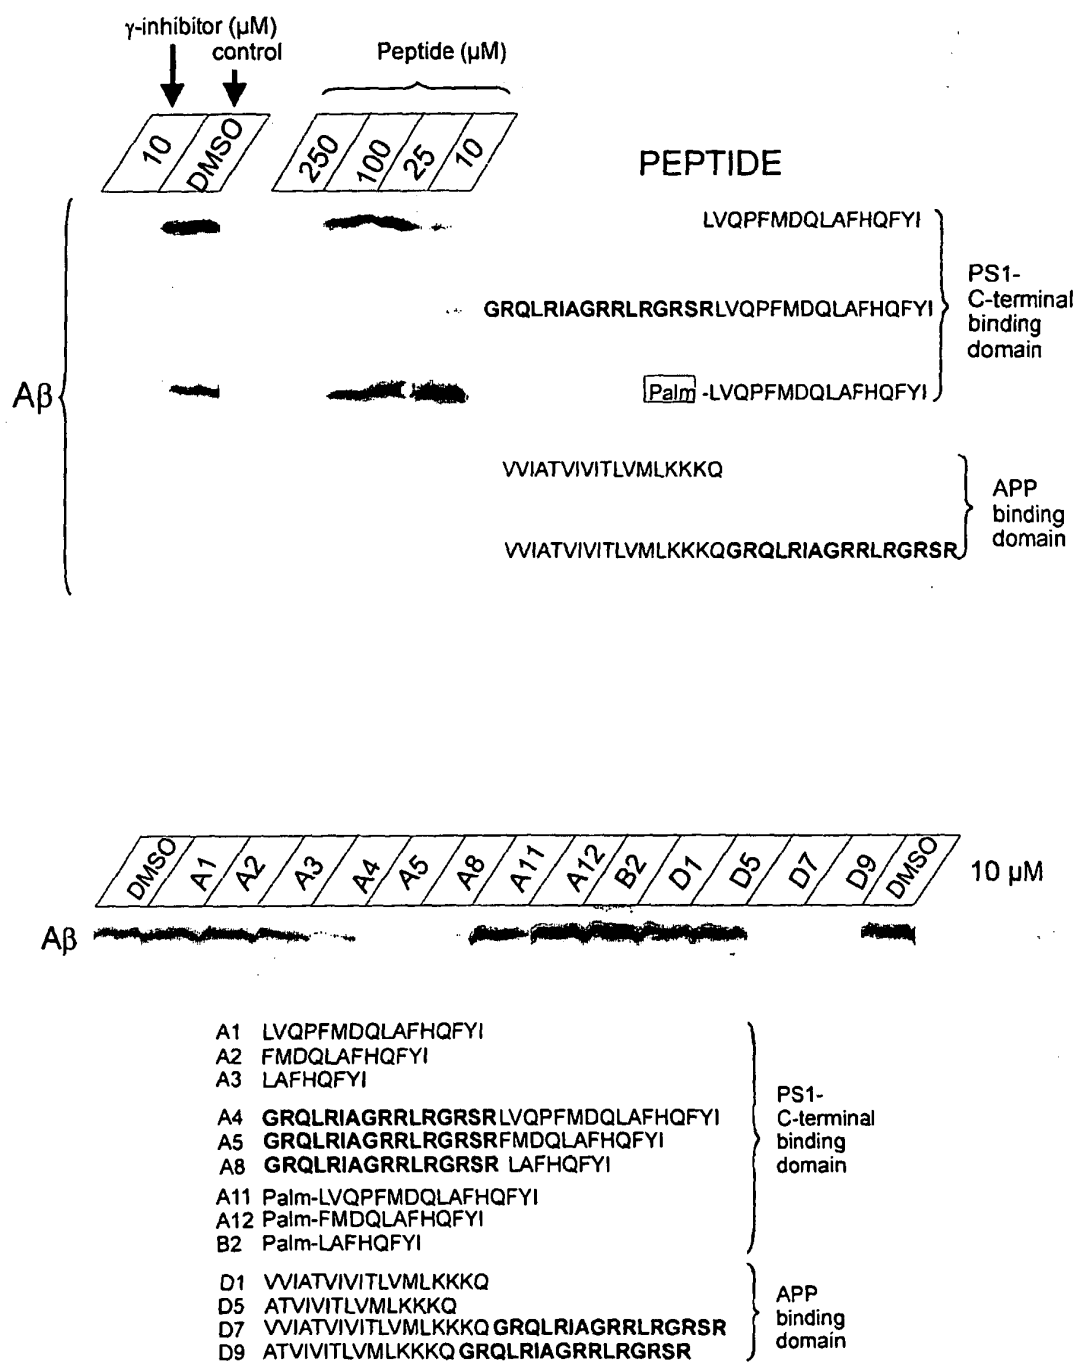 γ-inhibitor (µM)
control
Peptide (µM)
10
DMSO
250
100
25
10
PEPTIDE
LVQPFMDQLAFHQFYI
GRQLRIAGRRLRGRSRLVQPFMDQLAFHQFYI
Palm -LVQPFMDQLAFHQFYI
PS1-
C-terminal
binding
domain
Aβ
VVIATVIVITLVMLKKKQ
VVIATVIVITLVMLKKKQGRQLRIAGRRLRGRSR
APP
binding
domain
DMSO A1 A2 A3 A4 A5 A8 A11 A12 B2 D1 D5 D7 D9 DMSO 10 µM
Aβ
A1 LVQPFMDQLAFHQFYI
A2 FMDQLAFHQFYI
A3 LAFHQFYI
A4 GRQLRIAGRRLRGRSRLVQPFMDQLAFHQFYI
A5 GRQLRIAGRRLRGRSRFMDQLAFHQFYI
A8 GRQLRIAGRRLRGRSR LAFHQFYI
A11 Palm-LVQPFMDQLAFHQFYI
A12 Palm-FMDQLAFHQFYI
B2 Palm-LAFHQFYI
PS1-
C-terminal
binding
domain
D1 VVIATVIVITLVMLKKKQ
D5 ATVIVITLVMLKKKQ
D7 VVIATVIVITLVMLKKKQGRQLRIAGRRLRGRSR
D9 ATVIVITLVMLKKKQGRQLRIAGRRLRGRSR
APP
binding
domain